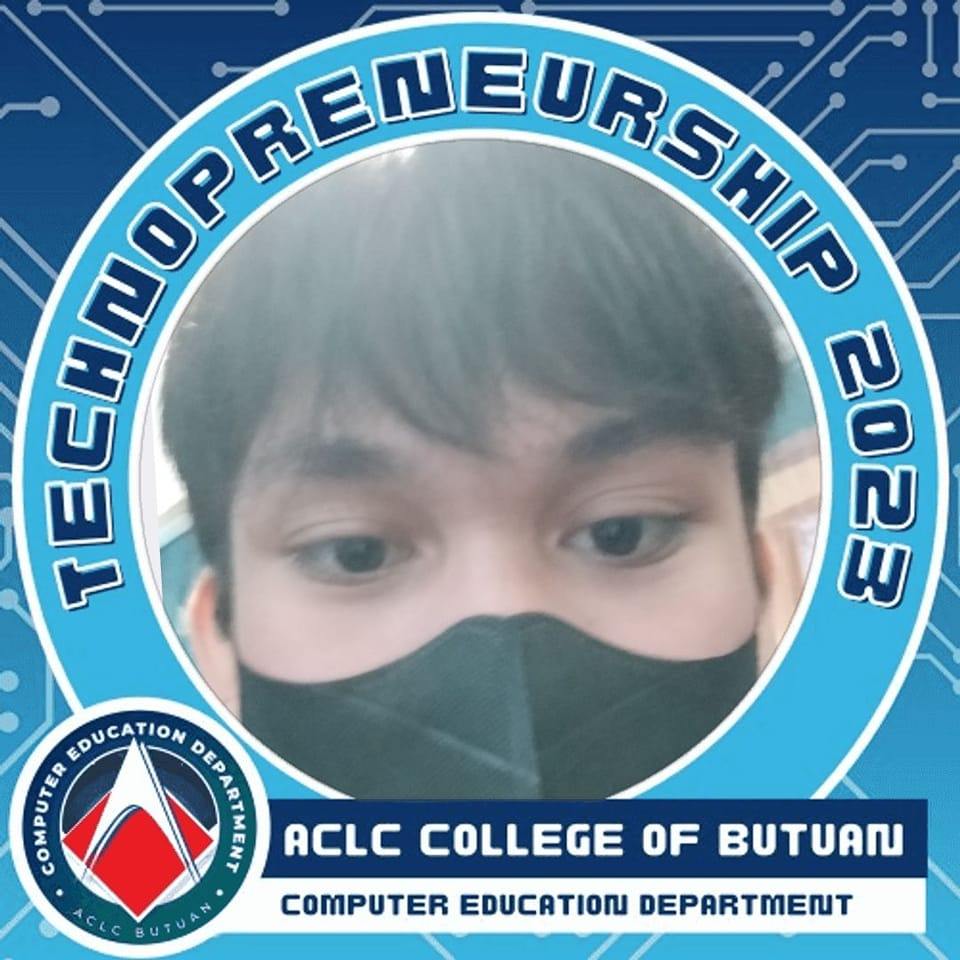 TECHNOPRENEURSHIP 2023
COMPUTER EDUCATION DEPARTMENT
ACLC BUTUAN
ACLC COLLEGE OF BUTUAN
COMPUTER EDUCATION DEPARTMENT